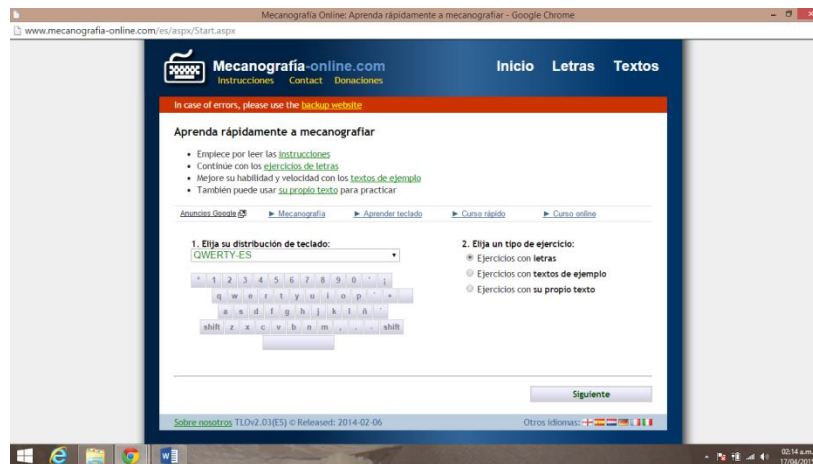 Mecanografía Online: Aprenda rápidamente a mecanografiar - Google Chrome
www.mecanografia-online.com/es/aspx/Start.aspx
Mecanografía-online.com
Inicio Letras Textos
Instrucciones Contact Donaciones
In case of errors, please use the backup website
Aprenda rápidamente a mecanografiar
Empiece por leer las instrucciones
Continúe con los ejercicios de letras
Mejore su habilidad y velocidad con los textos de ejemplo
También puede usar su propio texto para practicar
Anuncios Google ► Mecanografia ► Aprender teclado ► Curso rápido ► Curso online
1. Elija su distribución de teclado:
QWERTY-ES
1 2 3 4 5 6 7 8 9 0 ' ¡
q w e r t y u i o p ` +
a s d f g h j k l ñ ´
shift z x c v b n m , . - shift
2. Elija un tipo de ejercicio:
Ejercicios con letras
Ejercicios con textos de ejemplo
Ejercicios con su propio texto
Siguiente
Sobre nosotros TLOv2.03(ES) © Released: 2014-02-06
Otros idiomas:
02:14 a.m.